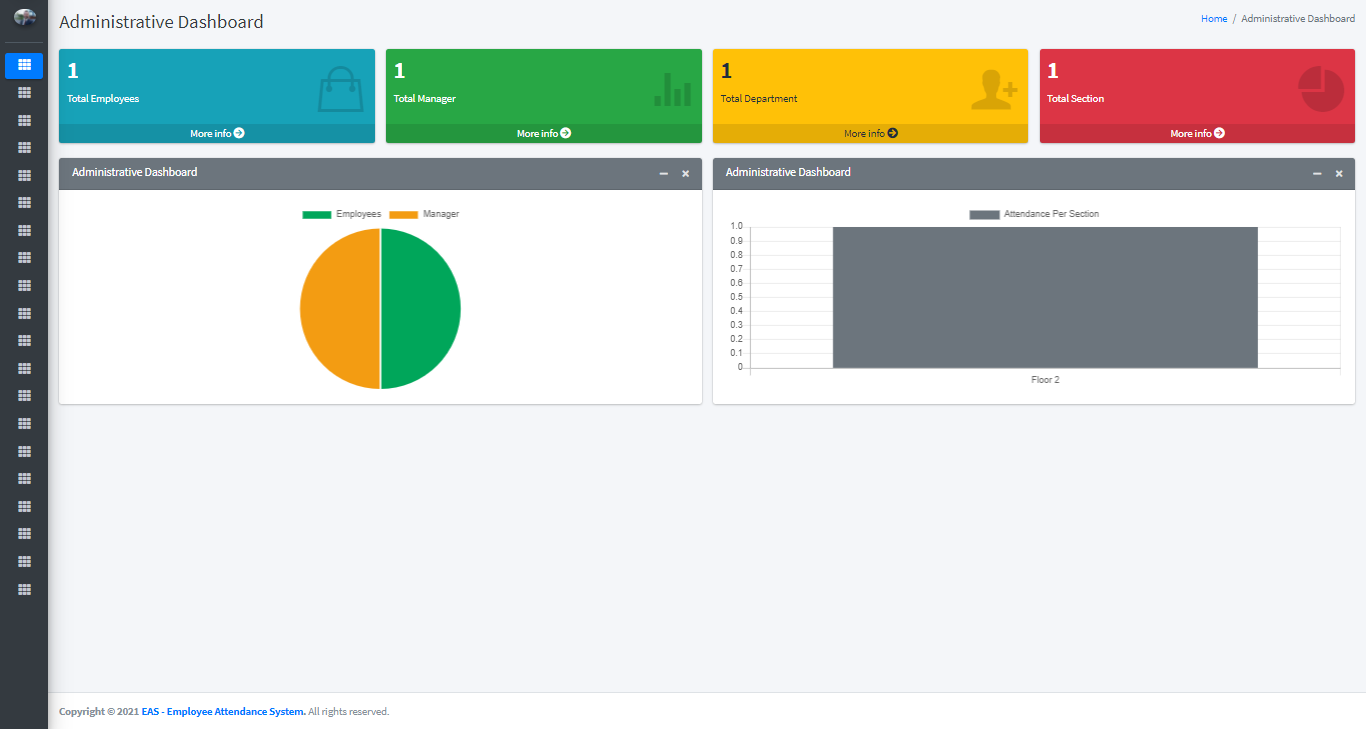 Administrative Dashboard
Home / Administrative Dashboard
1
Total Employees
More info
1
Total Manager
More info
1
Total Department
More info
1
Total Section
More info
Administrative Dashboard
Employees Manager
Administrative Dashboard
Attendance Per Section
1.0
0.9
0.8
0.7
0.6
0.5
0.4
0.3
0.2
0.1
0
Floor 2
Copyright © 2021 EAS - Employee Attendance System. All rights reserved.